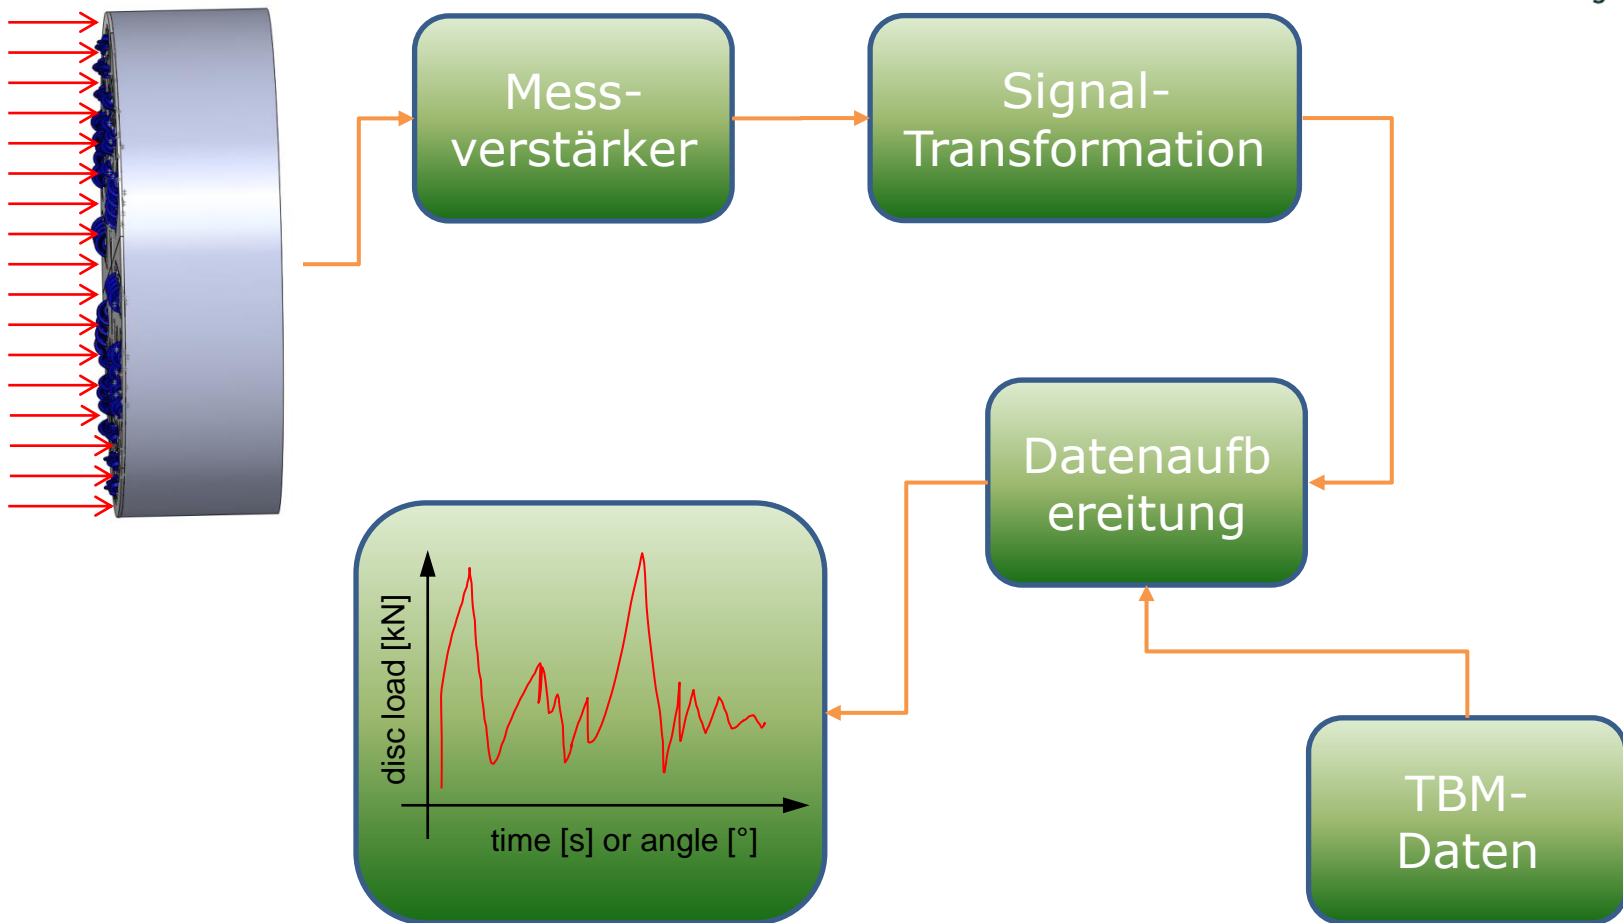 Mess-
verstärker
Signal-
Transformation
Datenaufb
ereitung
disc load [kN]
time [s] or angle [°]
TBM-
Daten